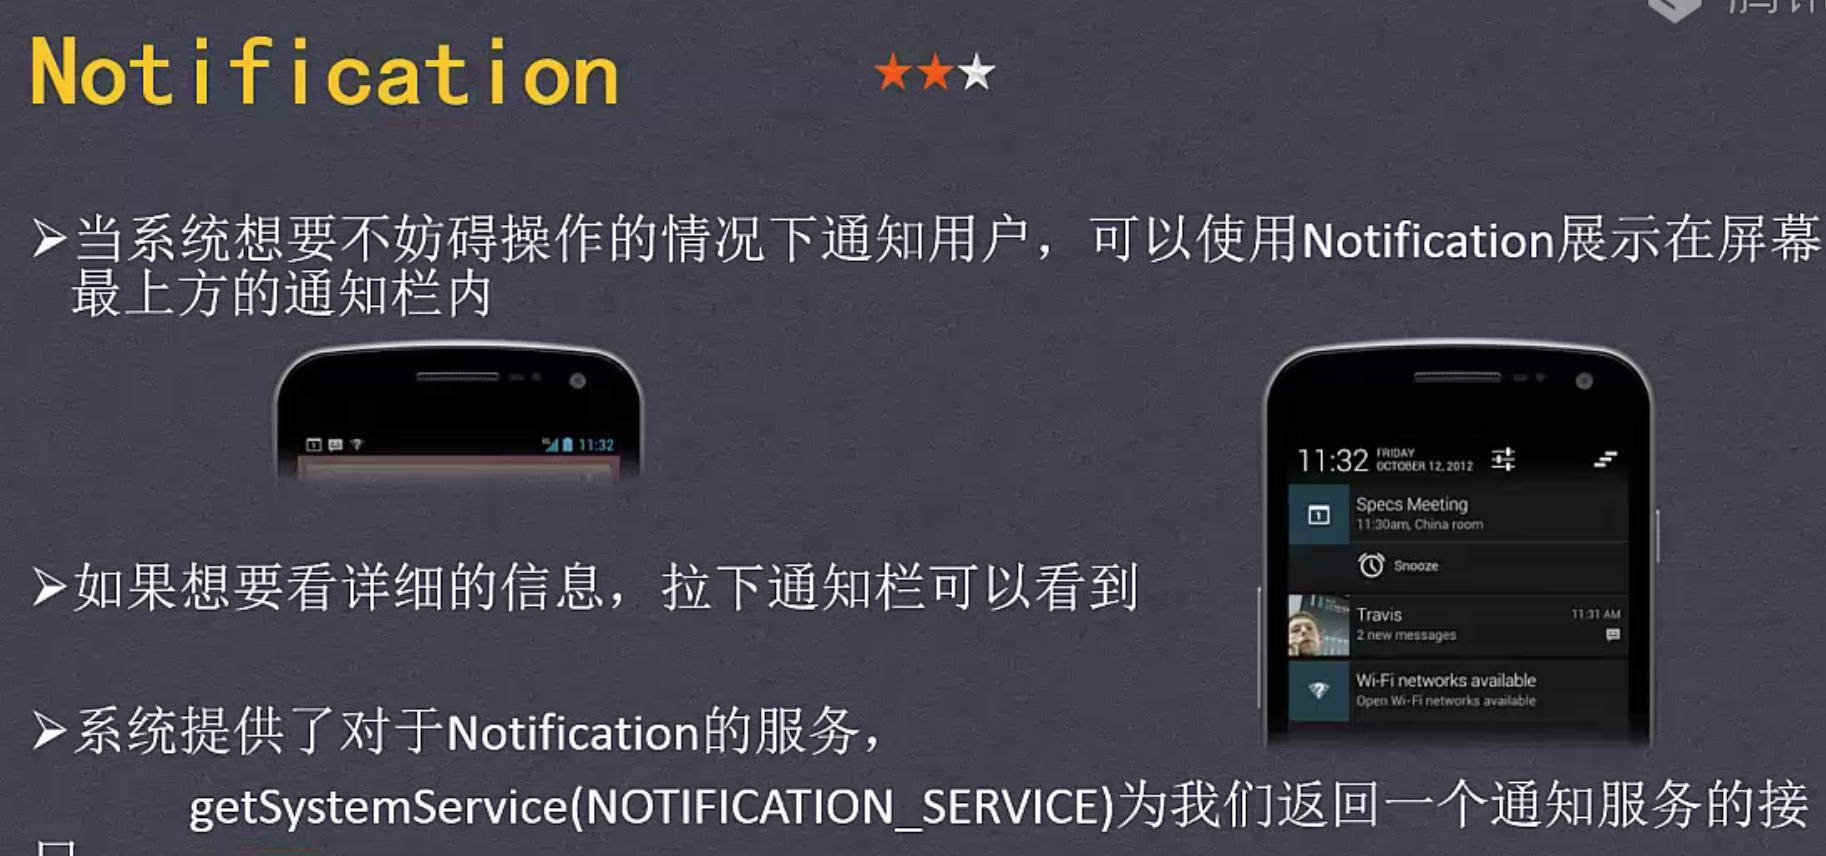 Notification
➢当系统想要不妨碍操作的情况下通知用户，可以使用Notification展示在屏幕
最上方的通知栏内
11:32
11:32 FRIDAY
OCTOBER 12, 2012
Specs Meeting
11:30am, China room
Snooze
Travis 11:31 AM
2 new messages
Wi-Fi networks available
Open Wi-Fi networks available
➢如果想要看详细的信息，拉下通知栏可以看到
➢系统提供了对于Notification的服务，
getSystemService(NOTIFICATION_SERVICE)为我们返回一个通知服务的接